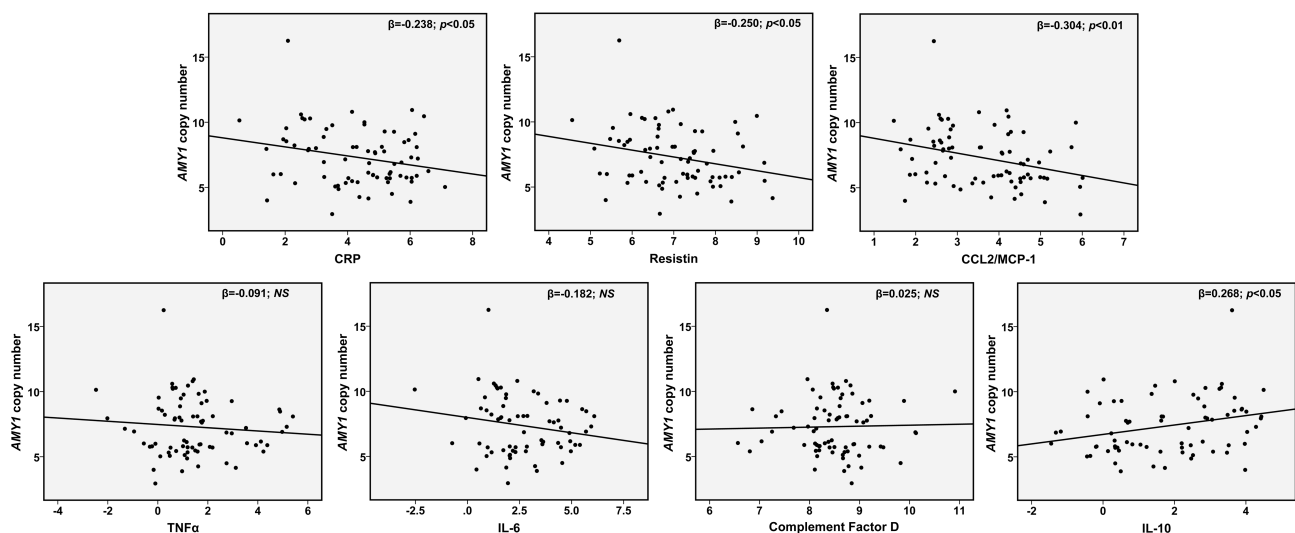 β=-0.238; p<0.05
15
10
5
AMY1 copy number
0 2 4 6 8
CRP
β=-0.250; p<0.05
15
10
5
AMY1 copy number
4 5 6 7 8 9 10
Resistin
β=-0.304; p<0.01
15
10
5
AMY1 copy number
1 2 3 4 5 6 7
CCL2/MCP-1
β=-0.091; NS
15
10
5
AMY1 copy number
-4 -2 0 2 4 6
TNFα
β=-0.182; NS
15
10
5
AMY1 copy number
-2.5 .0 2.5 5.0 7.5
IL-6
β=0.025; NS
15
10
5
AMY1 copy number
6 7 8 9 10 11
Complement Factor D
β=0.268; p<0.05
15
10
5
AMY1 copy number
-2 0 2 4
IL-10